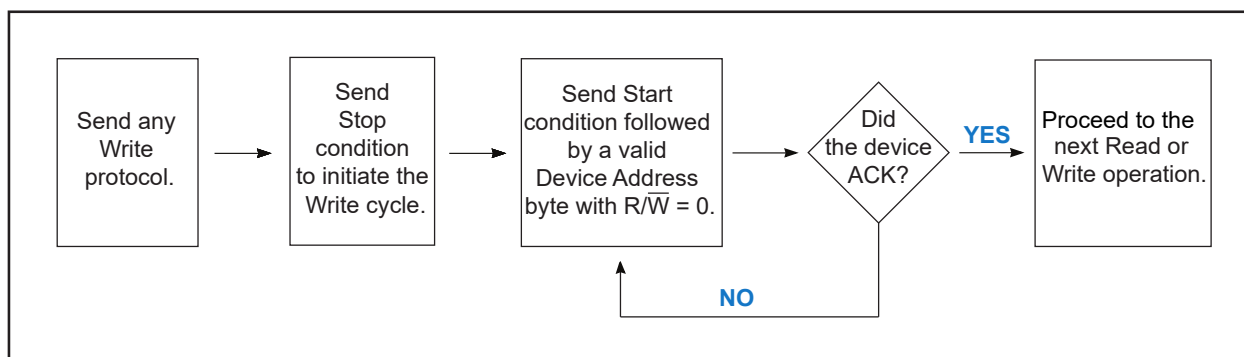 Send any
Write
protocol.
Send
Stop
condition
to initiate the
Write cycle.
Send Start
condition followed
by a valid
Device Address
byte with R/W̅ = 0.
Did
the device
ACK?
YES
Proceed to the
next Read or
Write operation.
NO